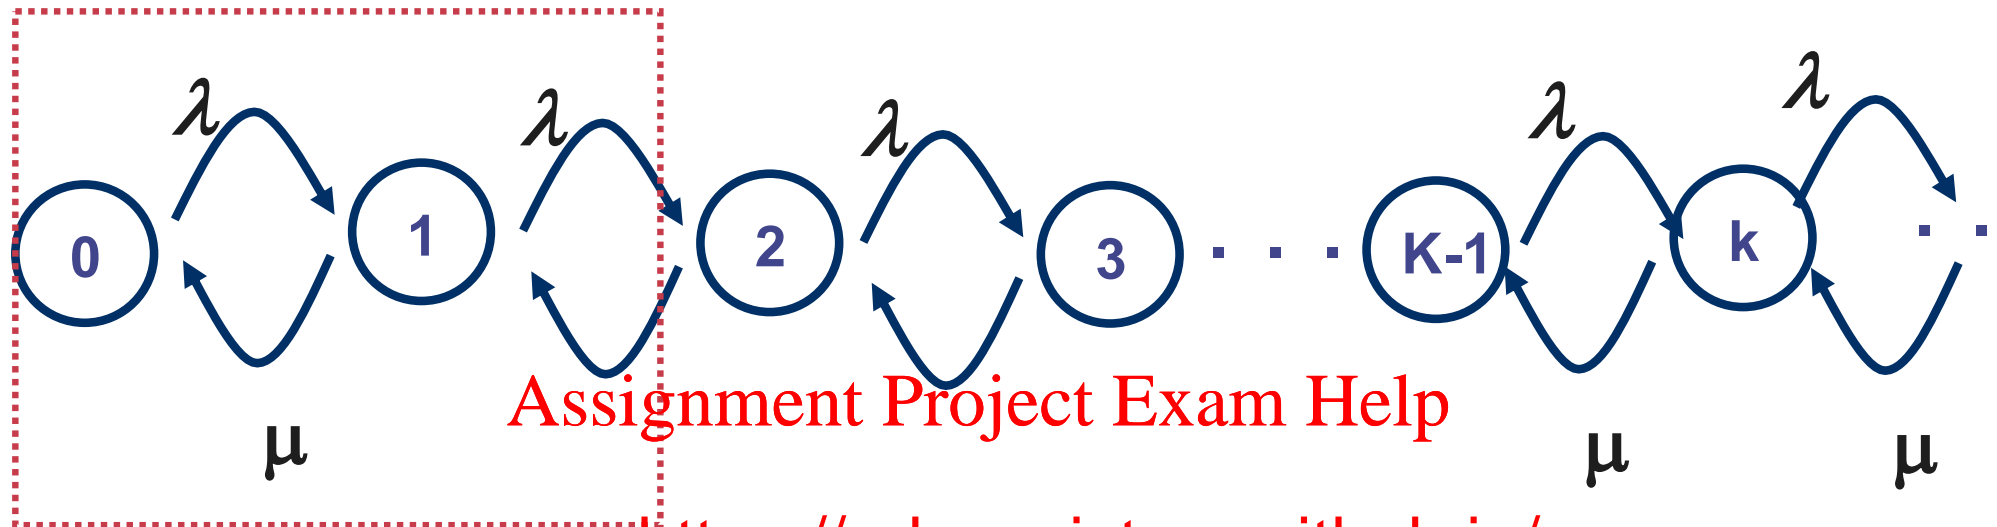 λ λ λ λ λ
0 1 2 3 . . . K-1 k . .
Assignment Project Exam Help
μ μ μ